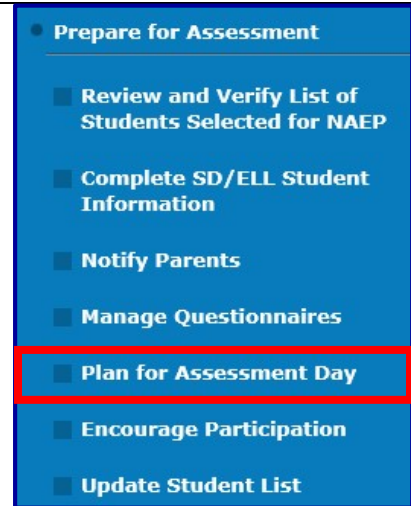 Prepare for Assessment
Review and Verify List of
Students Selected for NAEP
Complete SD/ELL Student
Information
Notify Parents
Manage Questionnaires
Plan for Assessment Day
Encourage Participation
Update Student List